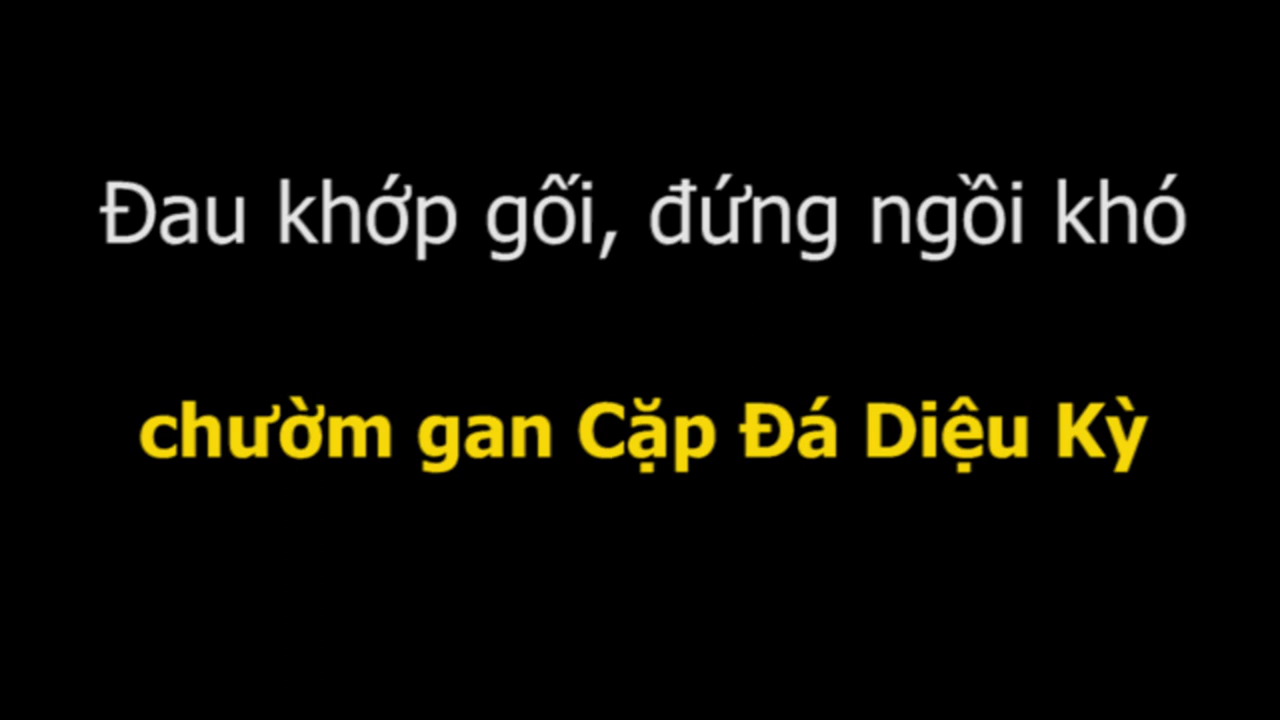 Đau khớp gối, đứng ngồi khó
chườm gan Cặp Đá Diệu Kỳ